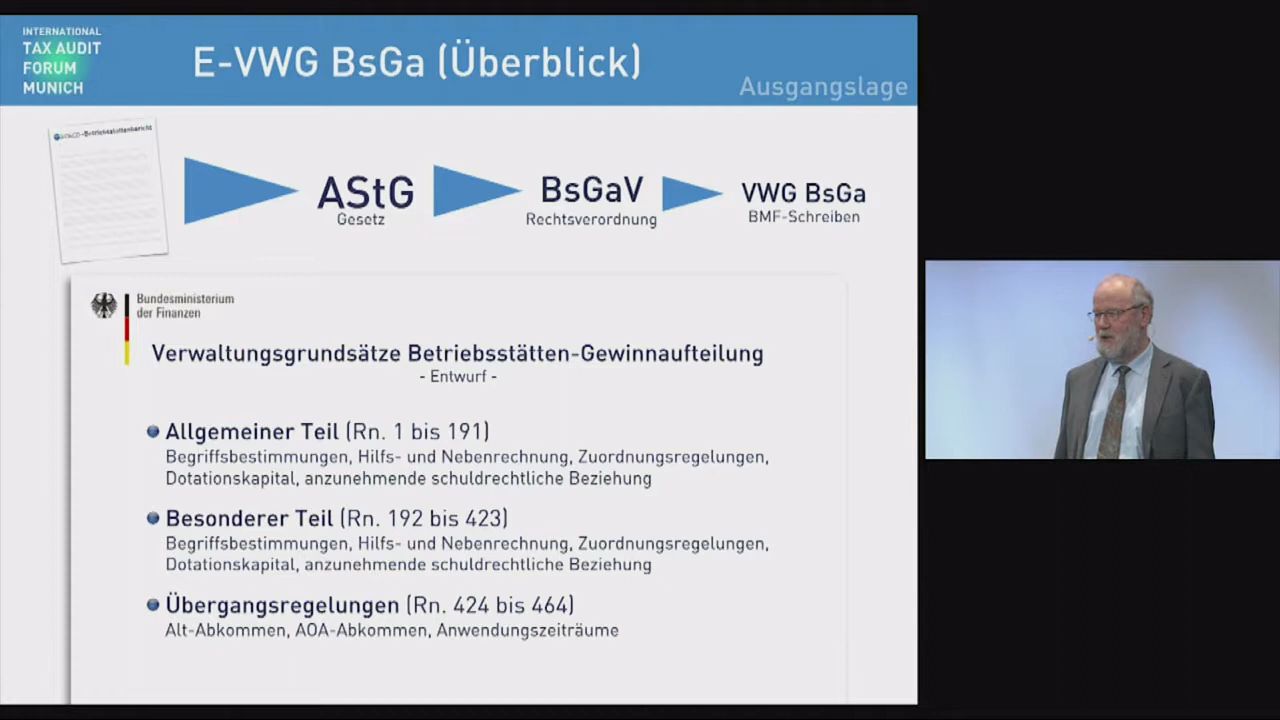 INTERNATIONAL
TAX AUDIT
FORUM
MUNICH
E-VWG BsGa (Überblick)
Ausgangslage
OECD-Betriebsstättenbericht
AStG
Gesetz
BsGaV
Rechtsverordnung
VWG BsGa
BMF-Schreiben
Bundesministerium
der Finanzen
Verwaltungsgrundsätze Betriebsstätten-Gewinnaufteilung
- Entwurf -
Allgemeiner Teil (Rn. 1 bis 191)
Begriffsbestimmungen, Hilfs- und Nebenrechnung, Zuordnungsregelungen,
Dotationskapital, anzunehmende schuldrechtliche Beziehung
Besonderer Teil (Rn. 192 bis 423)
Begriffsbestimmungen, Hilfs- und Nebenrechnung, Zuordnungsregelungen,
Dotationskapital, anzunehmende schuldrechtliche Beziehung
Übergangsregelungen (Rn. 424 bis 464)
Alt-Abkommen, AOA-Abkommen, Anwendungszeiträume